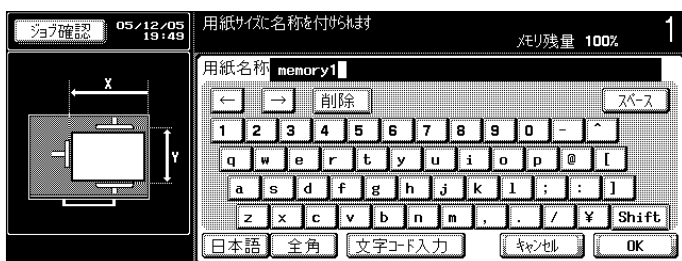 ジョブ確認 05/12/05 19:49
用紙サイズに名称を付けられます
メモリ残量 100% 1
用紙名称 memory1
← → 削除 スペース
1 2 3 4 5 6 7 8 9 0 - ^
q w e r t y u i o p @ [
a s d f g h j k l ; : ]
z x c v b n m , . / ¥ Shift
日本語 全角 文字コード入力 キャンセル OK
X
Y